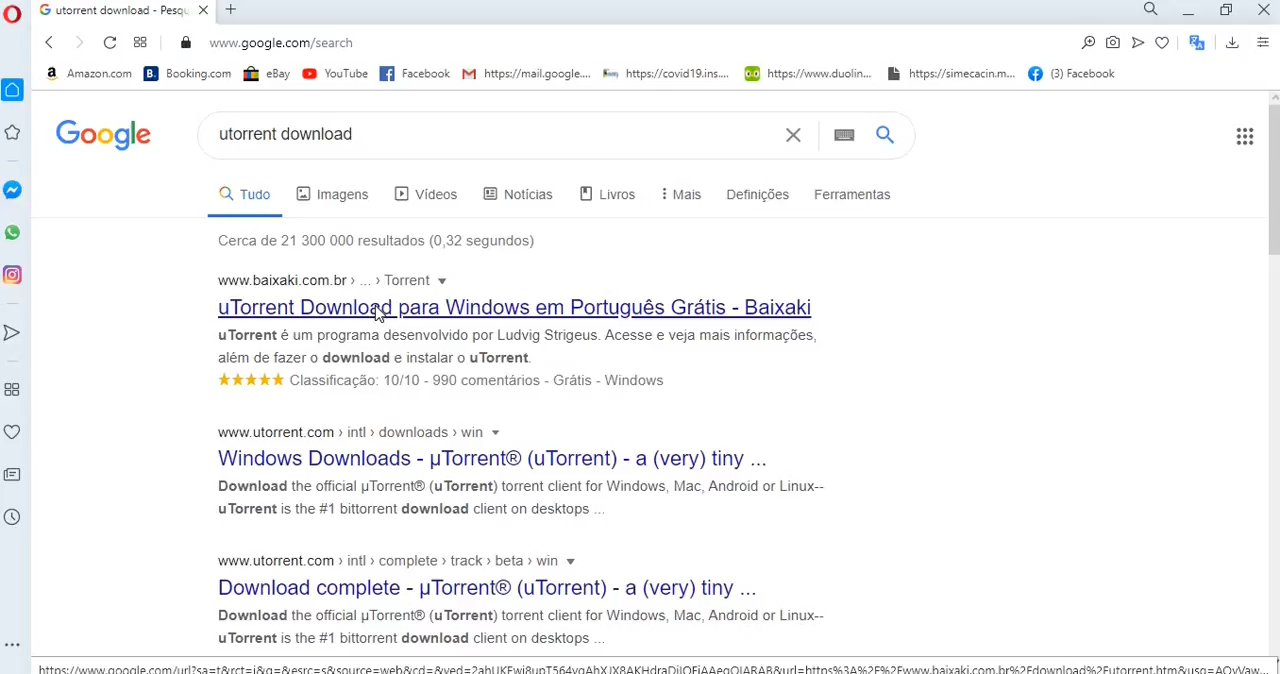 utorrent download - Pesqu
www.google.com/search
Amazon.com Booking.com eBay YouTube Facebook https://mail.google.... https://covid19.ins... https://www.duolin... https://simecacin.m... (3) Facebook
Google
utorrent download
Tudo Imagens Vídeos Notícias Livros Mais Definições Ferramentas
Cerca de 21 300 000 resultados (0,32 segundos)
www.baixaki.com.br › ... › Torrent
uTorrent Download para Windows em Português Grátis - Baixaki
uTorrent é um programa desenvolvido por Ludvig Strigeus. Acesse e veja mais informações,
além de fazer o download e instalar o uTorrent.
Classificação: 10/10 - 990 comentários - Grátis - Windows
www.utorrent.com › intl › downloads › win
Windows Downloads - µTorrent® (uTorrent) - a (very) tiny ...
Download the official µTorrent® (uTorrent) torrent client for Windows, Mac, Android or Linux--
uTorrent is the #1 bittorrent download client on desktops ...
www.utorrent.com › intl › complete › track › beta › win
Download complete - µTorrent® (uTorrent) - a (very) tiny ...
Download the official µTorrent® (uTorrent) torrent client for Windows, Mac, Android or Linux--
uTorrent is the #1 bittorrent download client on desktops ...